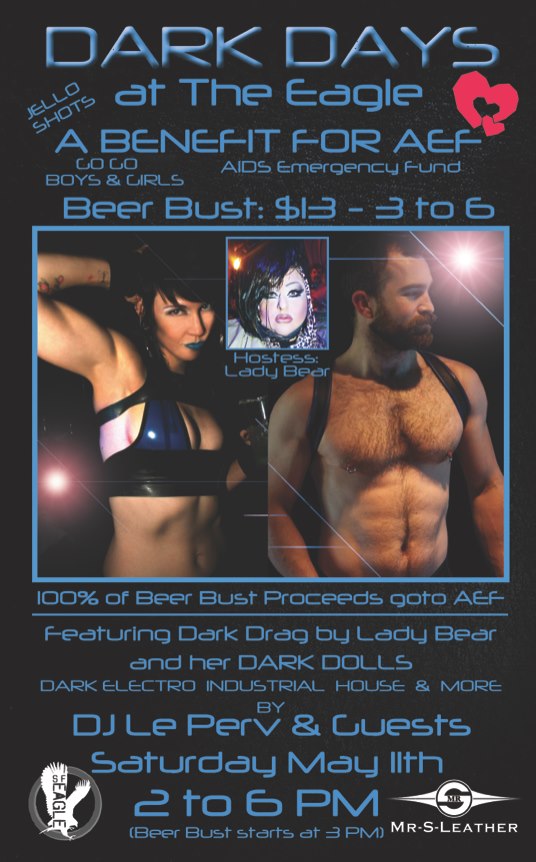 DARK DAYS
at The Eagle
JELLO
SHOTS
A BENEFIT FOR AEF
GO GO
BOYS & GIRLS
AIDS Emergency Fund
Beer Bust: $13 - 3 to 6
Hostess:
Lady Bear
100% of Beer Bust Proceeds goto AEF
Featuring Dark Drag by Lady Bear
and her DARK DOLLS
DARK ELECTRO INDUSTRIAL HOUSE & MORE
BY
DJ Le Perv & Guests
Saturday May 11th
2 to 6 PM
(Beer Bust starts at 3 PM)
S.F.
EAGLE
MR
MR-S-LEATHER